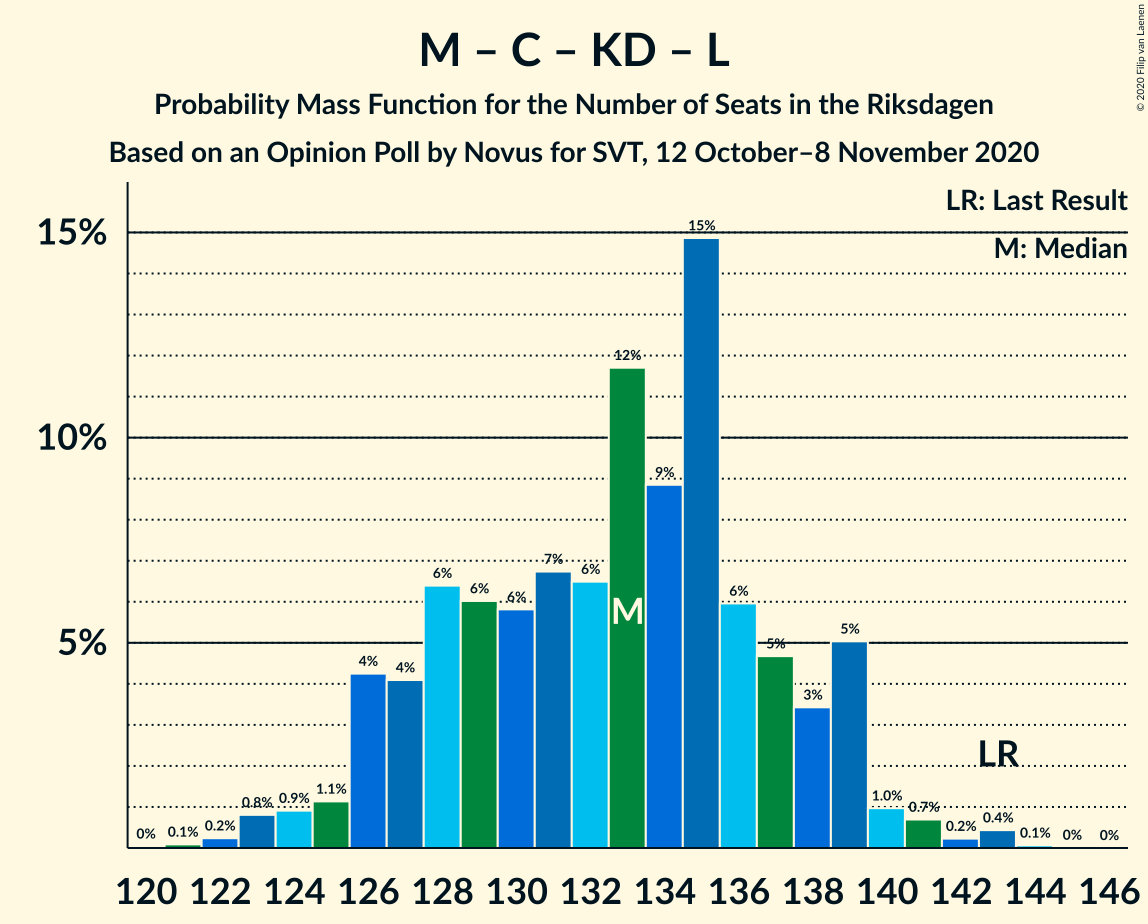 M – C – KD – L
Probability Mass Function for the Number of Seats in the Riksdagen
Based on an Opinion Poll by Novus for SVT, 12 October–8 November 2020
© 2020 Filip van Laenen
LR: Last Result
M: Median
15%
10%
5%
0% 0.1% 0.2% 0.8% 0.9% 1.1% 4% 4% 6% 6% 6% 7% 6% 12% 9% 15% 6% 5% 3% 5% 1.0% 0.7% 0.2% 0.4% 0.1% 0% 0%
M
LR
120 122 124 126 128 130 132 134 136 138 140 142 144 146